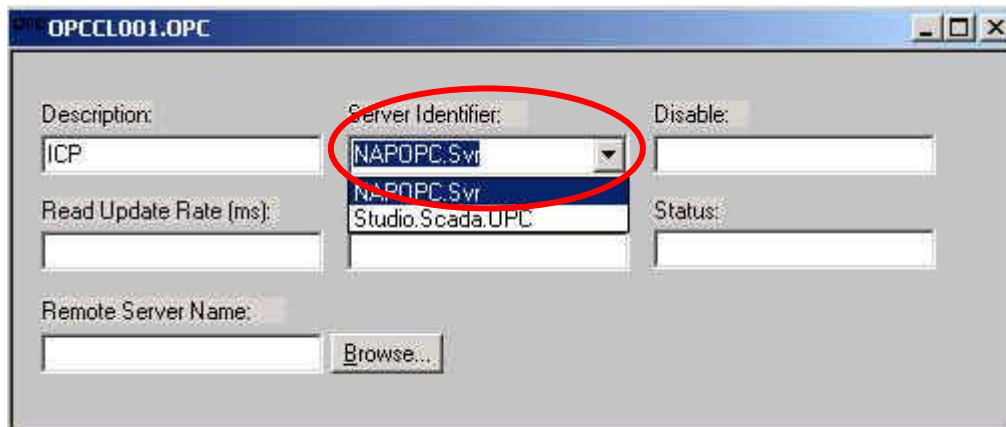 OPCCL001.OPC
Description:
Server Identifier:
Disable:
ICP
NAPOPC.Svr
NAPOPC.Svr
Studio.Scada.OPC
Read Update Rate (ms):
Status:
Remote Server Name:
Browse...